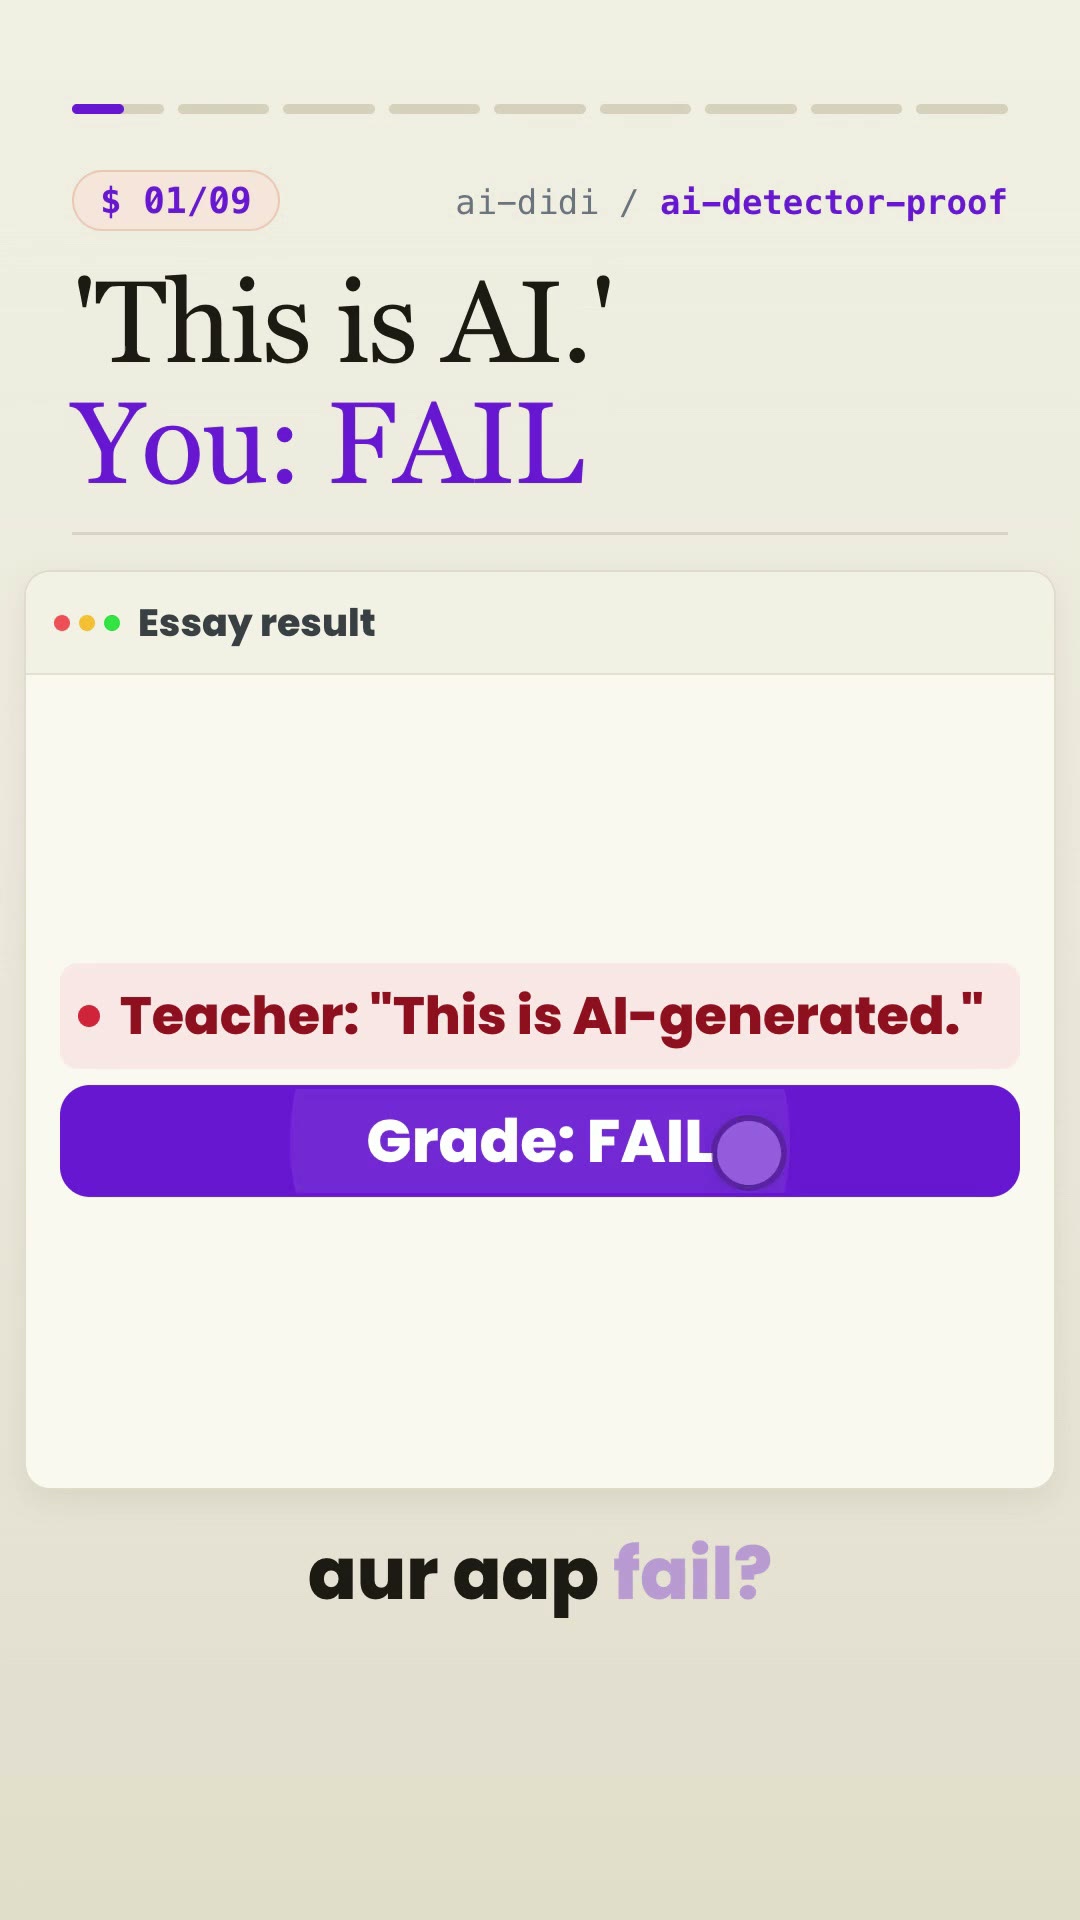 $ 01/09
ai-didi / ai-detector-proof
'This is AI.'
You: FAIL
Essay result
Teacher: "This is AI-generated."
Grade: FAIL
aur aap fail?